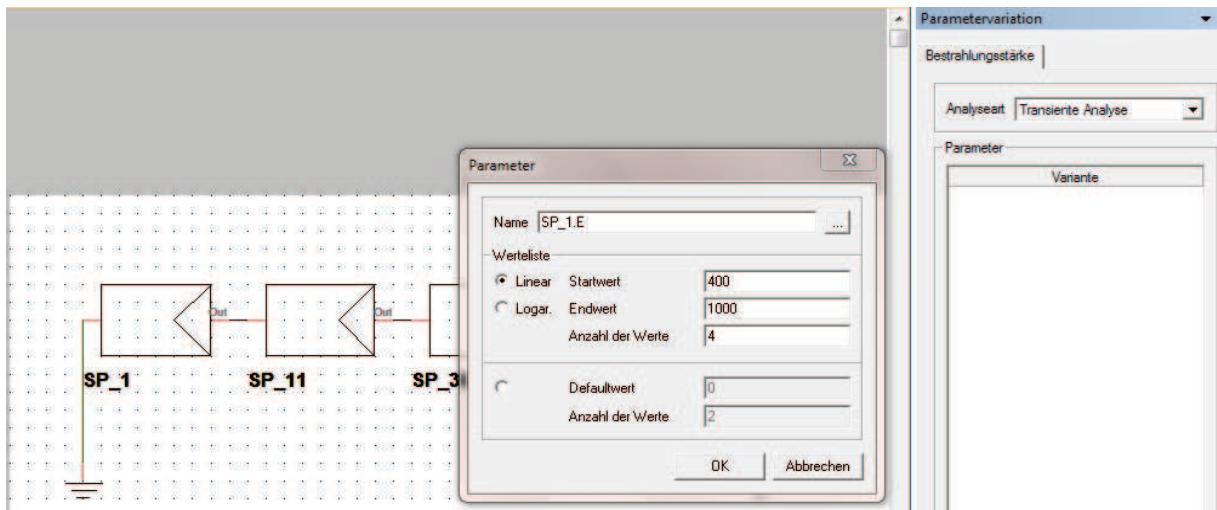 Parametervariation
Bestrahlungsstärke
Analyseart Transiente Analyse
Parameter
Variante
Parameter
Name SP_1.E ...
Werteliste
Linear Startwert 400
Logar. Endwert 1000
Anzahl der Werte 4
Defaultwert 0
Anzahl der Werte 2
OK Abbrechen
Out Out
SP_1 SP_11 SP_3